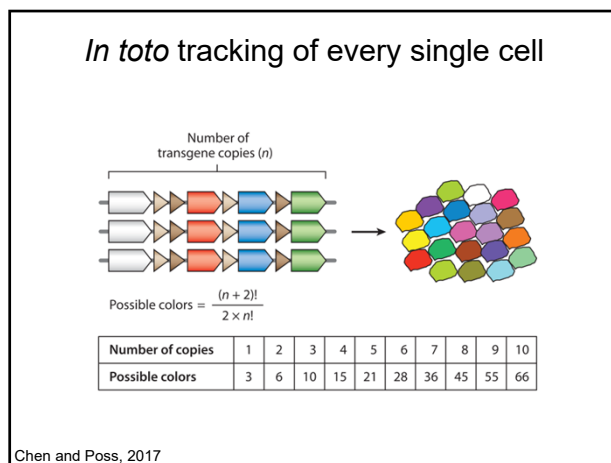 In toto tracking of every single cell
Number of
transgene copies (n)
Possible colors = (n + 2)!
2 × n!
Number of copies 1 2 3 4 5 6 7 8 9 10
Possible colors 3 6 10 15 21 28 36 45 55 66
Chen and Poss, 2017